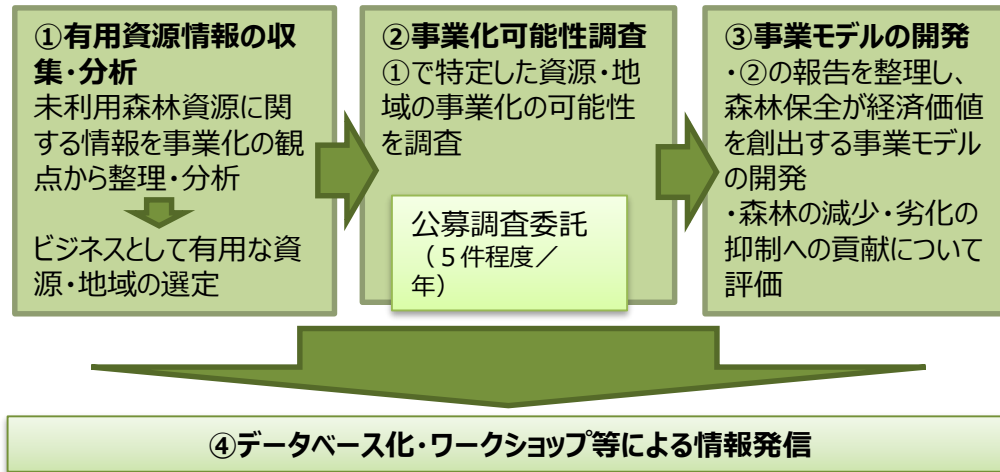 ①有用資源情報の収
集・分析
未利用森林資源に関
する情報を事業化の観
点から整理・分析
ビジネスとして有用な資
源・地域の選定
②事業化可能性調査
①で特定した資源・地
域の事業化の可能性
を調査
公募調査委託
（５件程度／
年）
③事業モデルの開発
・②の報告を整理し、
森林保全が経済価値
を創出する事業モデル
の開発
・森林の減少・劣化の
抑制への貢献について
評価
④データベース化・ワークショップ等による情報発信